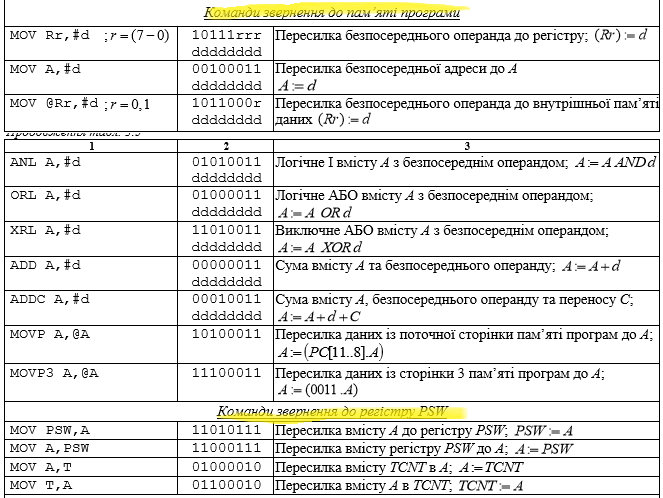 Команди звернення до пам'яті програми
MOV Rr,#d ;r=(7−0) 10111rrr Пересилка безпосереднього операнда до регістру; (Rr):=d
dddddddd
MOV A,#d 00100011 Пересилка безпосередньої адреси до A
dddddddd A:=d
MOV @Rr,#d ;r=0,1 1011000r Пересилка безпосереднього операнда до внутрішньої пам'яті
dddddddd даних (Rr):=d
Продовження табл. 3.3
1 2 3
ANL A,#d 01010011 Логічне І вмісту A з безпосереднім операндом; A:=A AND d
dddddddd
ORL A,#d 01000011 Логічне АБО вмісту A з безпосереднім операндом;
dddddddd A:=A OR d
XRL A,#d 11010011 Виключне АБО вмісту A з безпосереднім операндом;
dddddddd A:=A XOR d
ADD A,#d 00000011 Сума вмісту A та безпосереднього операнду; A:=A+d
dddddddd
ADDC A,#d 00010011 Сума вмісту A, безпосереднього операнду та переносу C;
dddddddd A:=A+d+C
MOVP A,@A 10100011 Пересилка даних із поточної сторінки пам'яті програм до A;
A:=(PC[11..8].A)
MOVP3 A,@A 11100011 Пересилка даних із сторінки 3 пам'яті програм до A;
A:=(0011 .A)
Команди звернення до регістру PSW
MOV PSW,A 11010111 Пересилка вмісту A до регістру PSW; PSW:=A
MOV A,PSW 11000111 Пересилка вмісту регістру PSW до A; A:=PSW
MOV A,T 01000010 Пересилка вмісту TCNT в A; A:=TCNT
MOV T,A 01100010 Пересилка вмісту A в TCNT; TCNT:=A